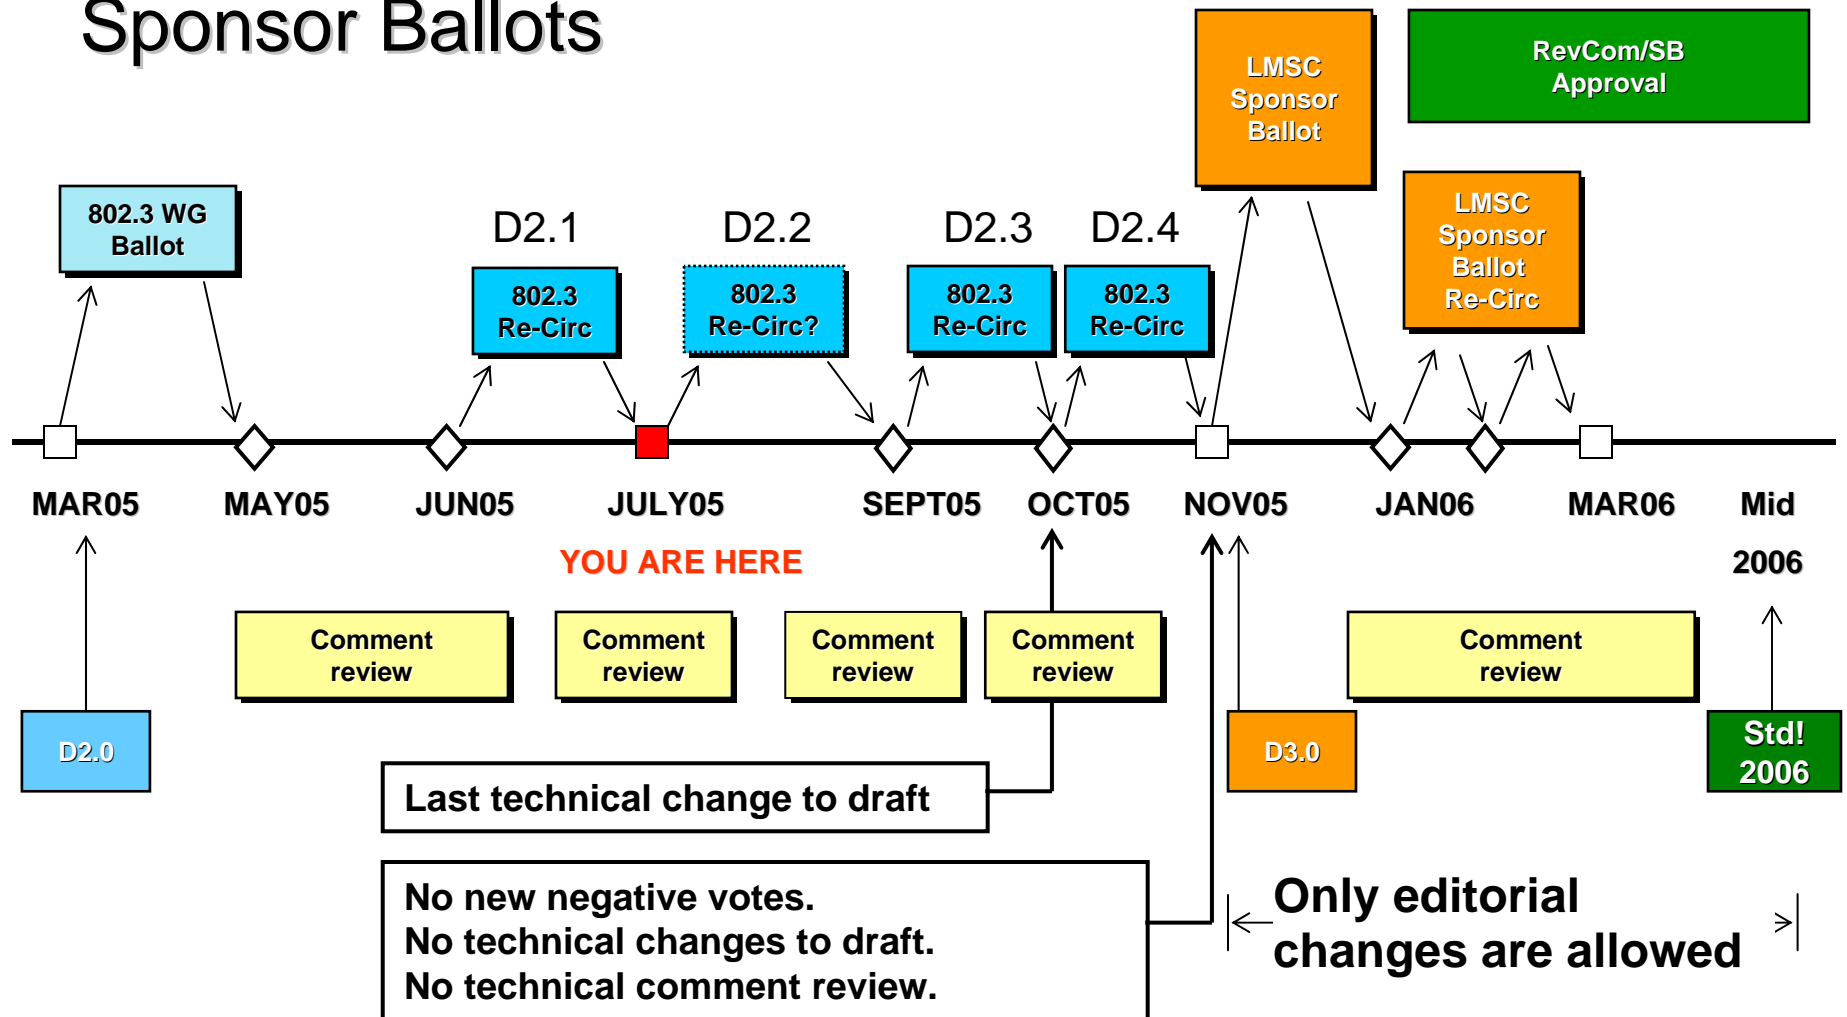 Sponsor Ballots
LMSC
Sponsor
Ballot
RevCom/SB
Approval
802.3 WG
Ballot
D2.1
D2.2
D2.3
D2.4
802.3
Re-Circ
802.3
Re-Circ?
802.3
Re-Circ
802.3
Re-Circ
LMSC
Sponsor
Ballot
Re-Circ
MAR05
MAY05
JUN05
JULY05
SEPT05
OCT05
NOV05
JAN06
MAR06
Mid
2006
YOU ARE HERE
Comment
review
Comment
review
Comment
review
Comment
review
Comment
review
D2.0
D3.0
Std!
2006
Last technical change to draft
No new negative votes.
No technical changes to draft.
No technical comment review.
Only editorial
changes are allowed